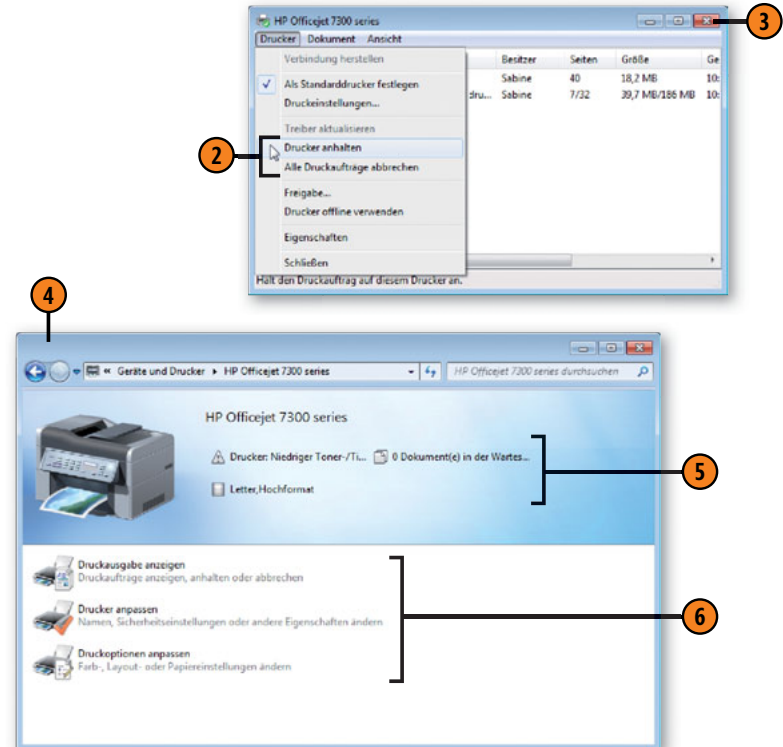 HP Officejet 7300 series
3
Drucker Dokument Ansicht
Verbindung herstellen
Besitzer Seiten Größe Ge
Sabine 40 18,2 MB 10:
Als Standarddrucker festlegen
dru... Sabine 7/32 39,7 MB/186 MB 10:
Druckeinstellungen...
Treiber aktualisieren
2
Drucker anhalten
Alle Druckaufträge abbrechen
Freigabe...
Drucker offline verwenden
Eigenschaften
Schließen
Hält den Druckauftrag auf diesem Drucker an.
4
« Geräte und Drucker ▸ HP Officejet 7300 series
HP Officejet 7300 series durchsuchen
HP Officejet 7300 series
Drucker: Niedriger Toner-/Ti... 0 Dokument(e) in der Wartes...
5
Letter,Hochformat
Druckausgabe anzeigen
Druckaufträge anzeigen, anhalten oder abbrechen
Drucker anpassen
Namen, Sicherheitseinstellungen oder andere Eigenschaften ändern
6
Druckoptionen anpassen
Farb-, Layout- oder Papiereinstellungen ändern